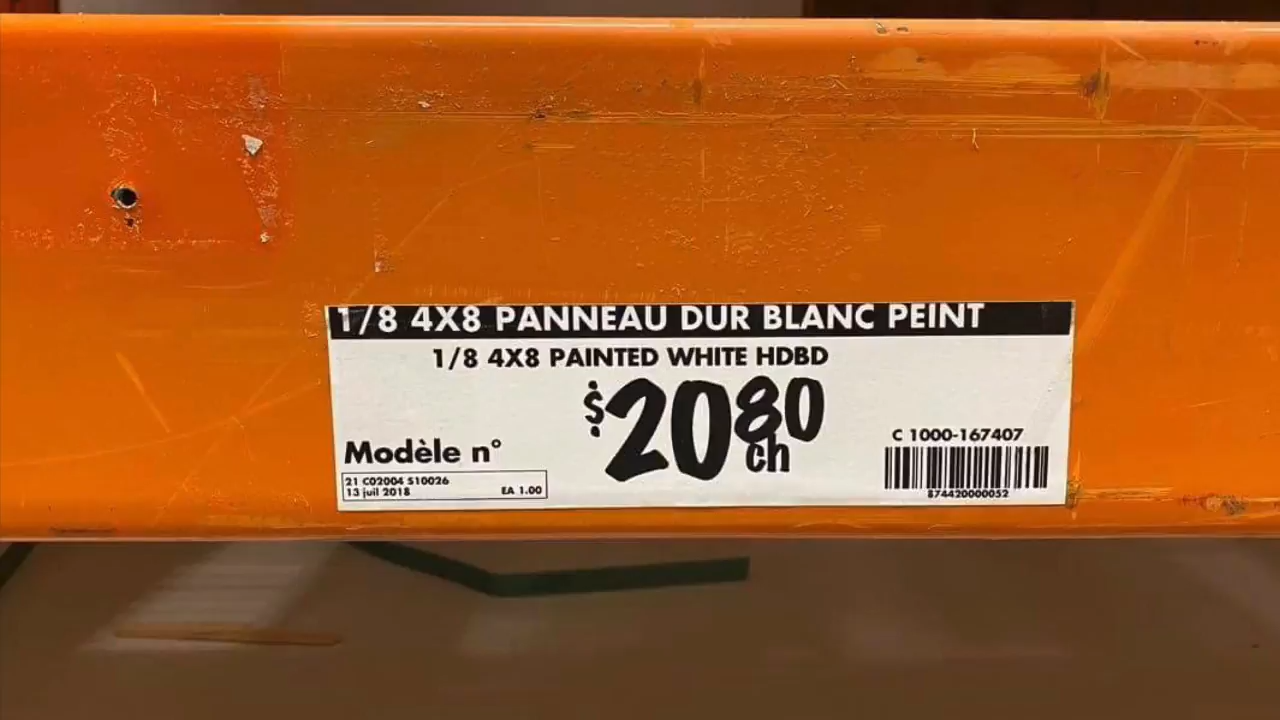 1/8 4X8 PANNEAU DUR BLANC PEINT
1/8 4X8 PAINTED WHITE HDBD
$2080
ch
Modèle n°
21 C02004 S10026
13 juil 2018 EA 1.00
C 1000-167407
874420000052